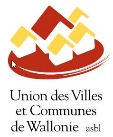 Union des Villes
et Communes
de Wallonie asbl